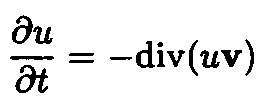 ∂u/∂t = −div(u𝐯)